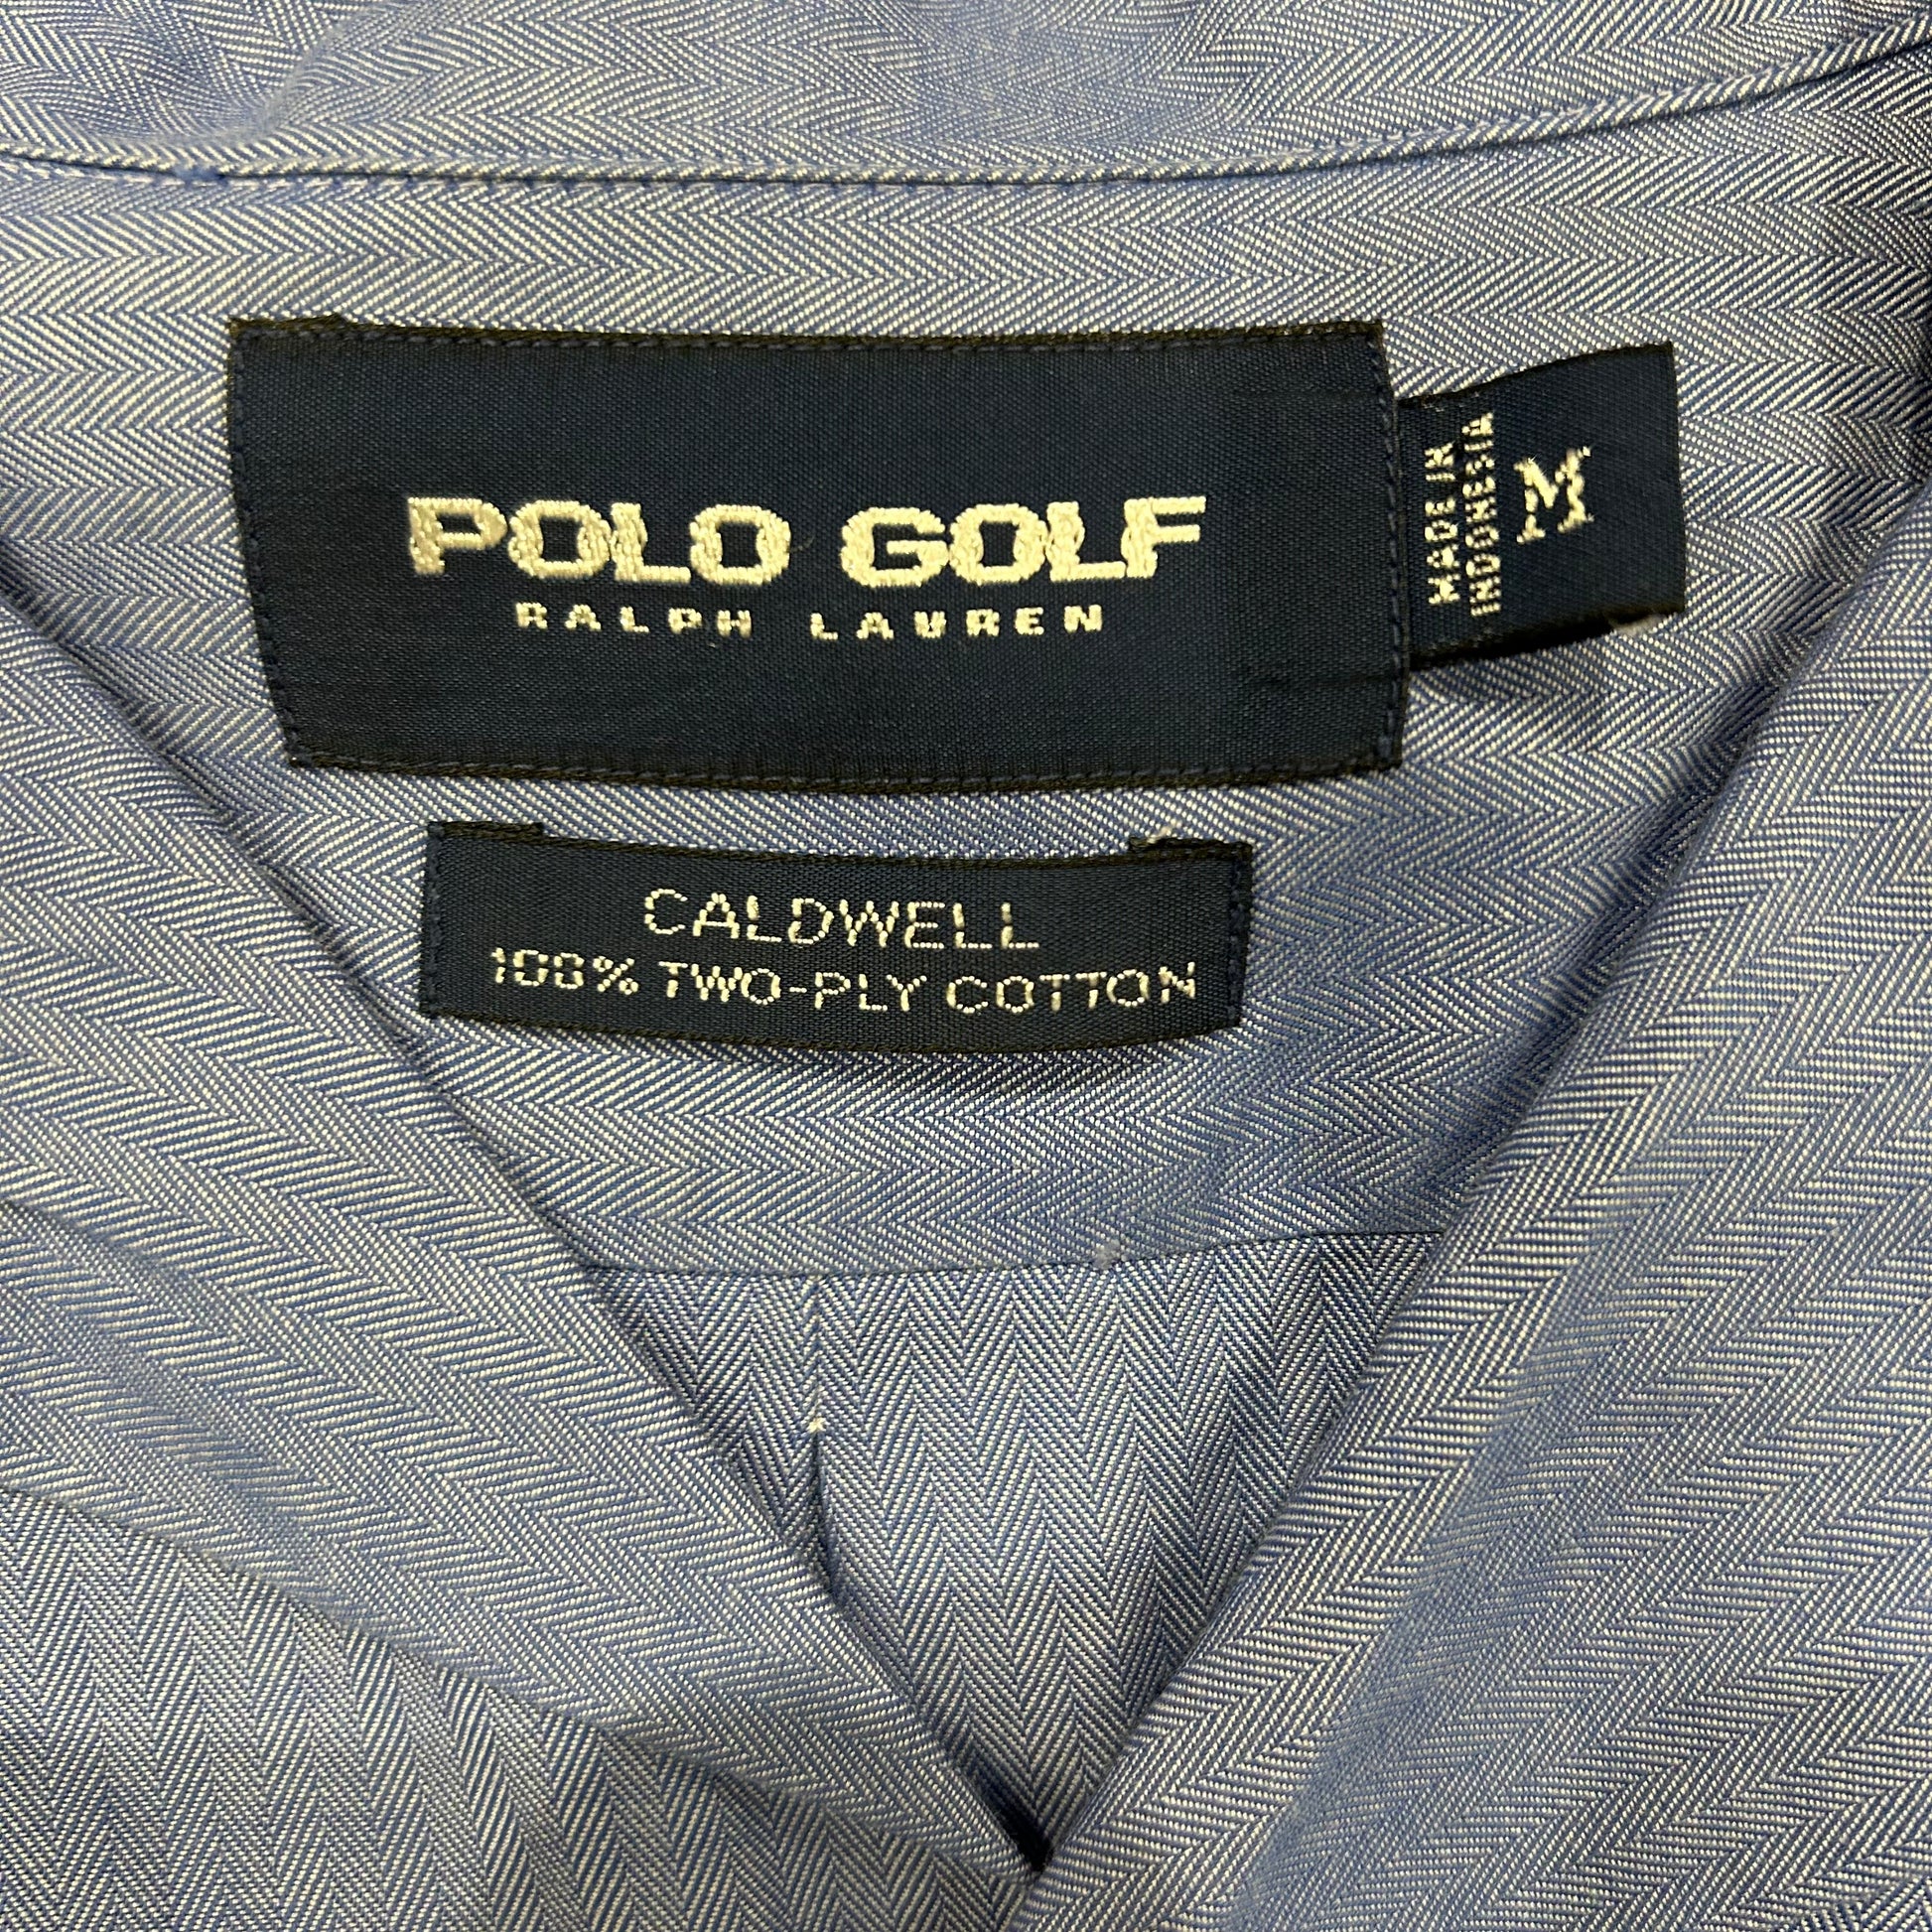 POLO GOLF
RALPH LAUREN
MADE IN
INDONESIA
M
CALDWELL
100% TWO-PLY COTTON